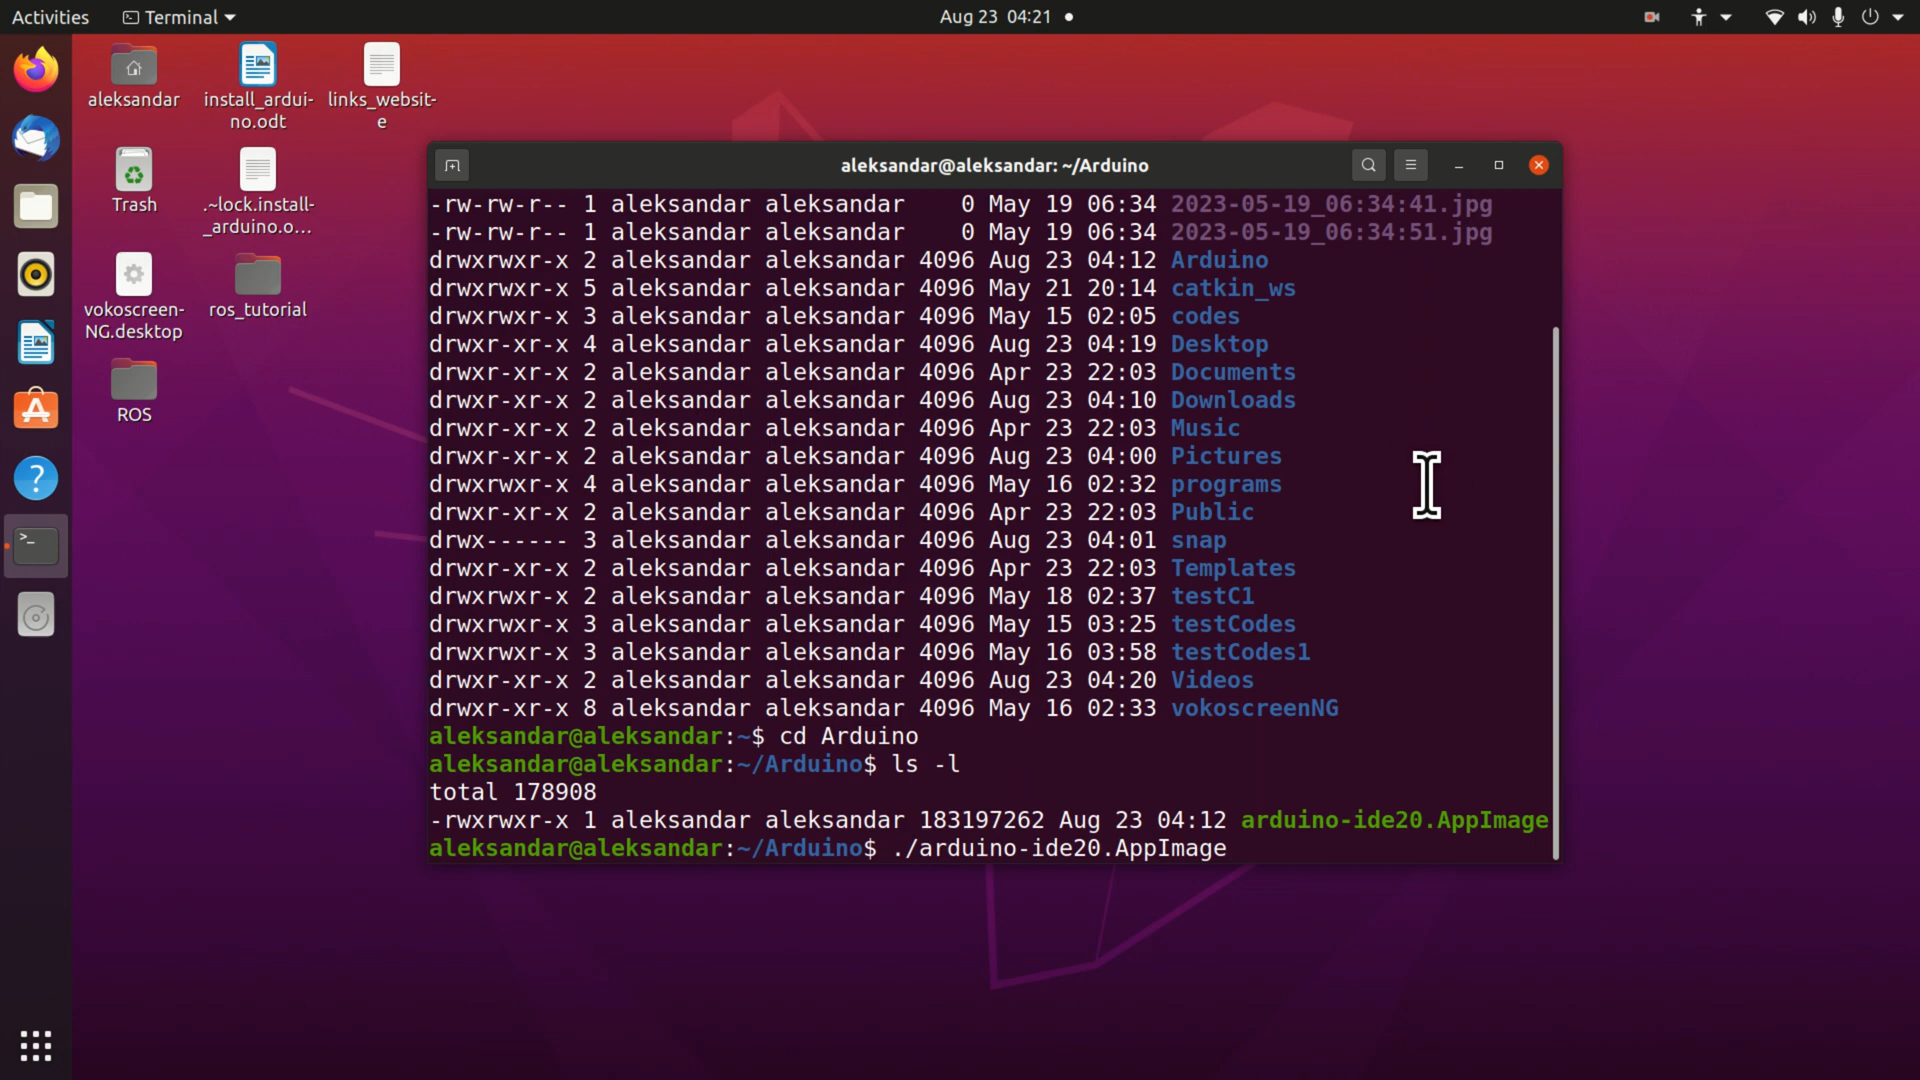 Activities
Terminal
Aug 23 04:21
aleksandar
install_ardui-
no.odt
links_websit-
e
Trash
.~lock.install-
_arduino.o...
vokoscreen-
NG.desktop
ros_tutorial
ROS
aleksandar@aleksandar: ~/Arduino
-rw-rw-r-- 1 aleksandar aleksandar 0 May 19 06:34 2023-05-19_06:34:41.jpg
-rw-rw-r-- 1 aleksandar aleksandar 0 May 19 06:34 2023-05-19_06:34:51.jpg
drwxrwxr-x 2 aleksandar aleksandar 4096 Aug 23 04:12 Arduino
drwxrwxr-x 5 aleksandar aleksandar 4096 May 21 20:14 catkin_ws
drwxrwxr-x 3 aleksandar aleksandar 4096 May 15 02:05 codes
drwxr-xr-x 4 aleksandar aleksandar 4096 Aug 23 04:19 Desktop
drwxr-xr-x 2 aleksandar aleksandar 4096 Apr 23 22:03 Documents
drwxr-xr-x 2 aleksandar aleksandar 4096 Aug 23 04:10 Downloads
drwxr-xr-x 2 aleksandar aleksandar 4096 Apr 23 22:03 Music
drwxr-xr-x 2 aleksandar aleksandar 4096 Aug 23 04:00 Pictures
drwxrwxr-x 4 aleksandar aleksandar 4096 May 16 02:32 programs
drwxr-xr-x 2 aleksandar aleksandar 4096 Apr 23 22:03 Public
drwx------ 3 aleksandar aleksandar 4096 Aug 23 04:01 snap
drwxr-xr-x 2 aleksandar aleksandar 4096 Apr 23 22:03 Templates
drwxrwxr-x 2 aleksandar aleksandar 4096 May 18 02:37 testC1
drwxrwxr-x 3 aleksandar aleksandar 4096 May 15 03:25 testCodes
drwxrwxr-x 3 aleksandar aleksandar 4096 May 16 03:58 testCodes1
drwxr-xr-x 2 aleksandar aleksandar 4096 Aug 23 04:20 Videos
drwxr-xr-x 8 aleksandar aleksandar 4096 May 16 02:33 vokoscreenNG
aleksandar@aleksandar:~$ cd Arduino
aleksandar@aleksandar:~/Arduino$ ls -l
total 178908
-rwxrwxr-x 1 aleksandar aleksandar 183197262 Aug 23 04:12 arduino-ide20.AppImage
aleksandar@aleksandar:~/Arduino$ ./arduino-ide20.AppImage